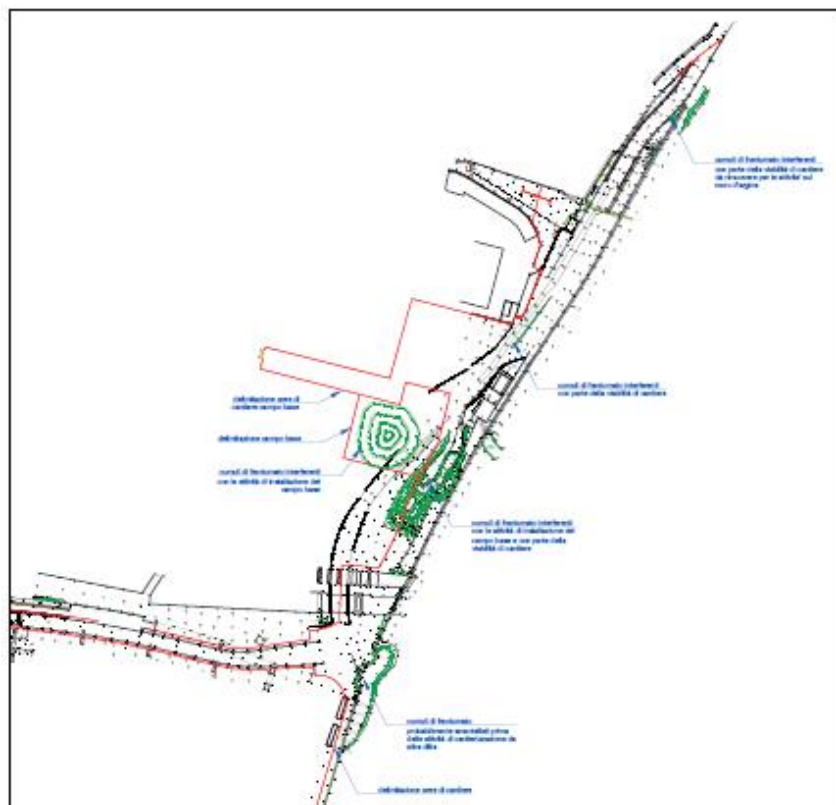 cumuli di frantumato interferenti
con parte della viabilità di cantiere
da rimuovere per le attività sul
muro d'argine
cumuli di frantumato interferenti
con parte della viabilità di cantiere
delimitazione area di
cantiere campo base
delimitazione campo base
cumuli di frantumato interferenti
con le attività di installazione del
campo base
cumuli di frantumato interferenti
con le attività di installazione del
campo base e con parte della
viabilità di cantiere
cumuli di frantumato
probabilmente accumulati prima
delle attività di cantierizzazione da
altra ditta
delimitazione area di cantiere